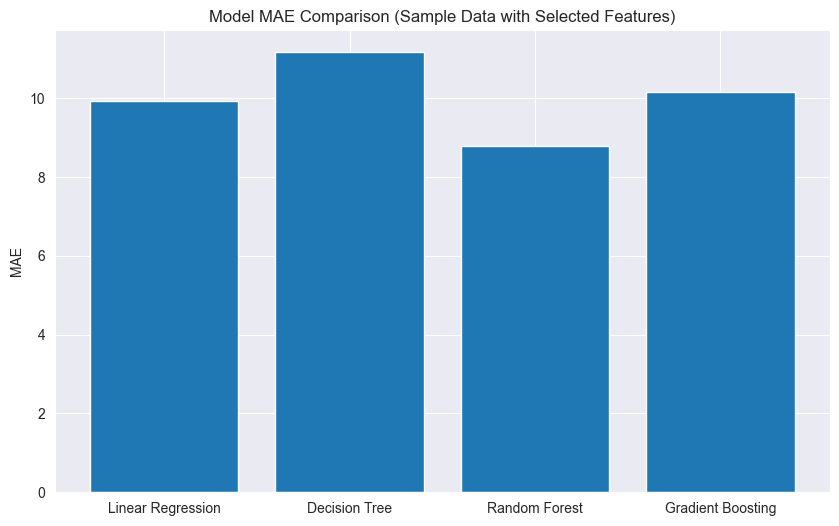 Model MAE Comparison (Sample Data with Selected Features)
MAE
10
8
6
4
2
0
Linear Regression
Decision Tree
Random Forest
Gradient Boosting